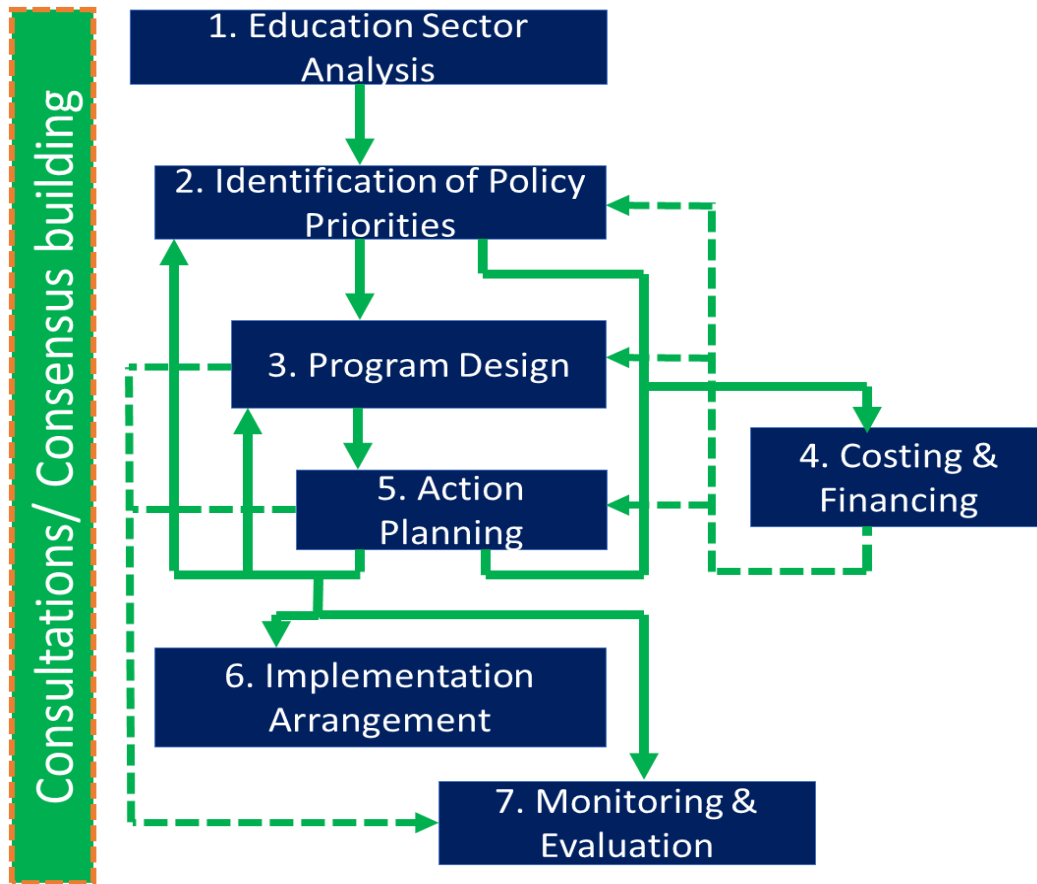 Consultations/ Consensus building
1. Education Sector
Analysis
2. Identification of Policy
Priorities
3. Program Design
4. Costing &
Financing
5. Action
Planning
6. Implementation
Arrangement
7. Monitoring &
Evaluation